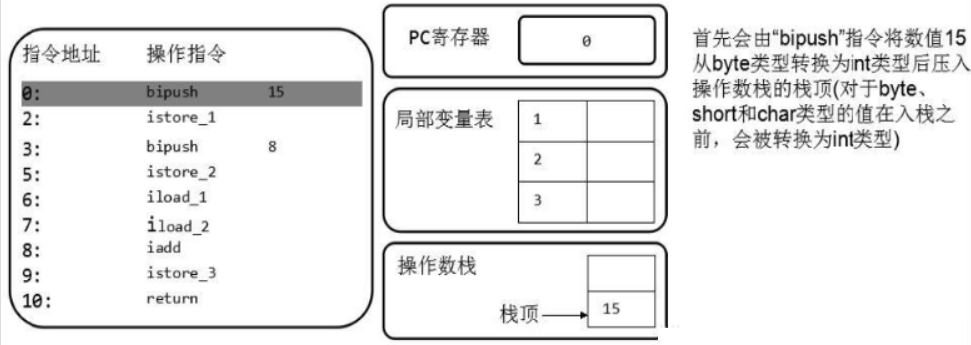 指令地址 操作指令
0: bipush 15
2: istore_1
3: bipush 8
5: istore_2
6: iload_1
7: iload_2
8: iadd
9: istore_3
10: return
PC寄存器 0
局部变量表 1
2
3
操作数栈
栈顶 15
首先会由“bipush”指令将数值15
从byte类型转换为int类型后压入
操作数栈的栈顶(对于byte、
short和char类型的值在入栈之
前，会被转换为int类型)